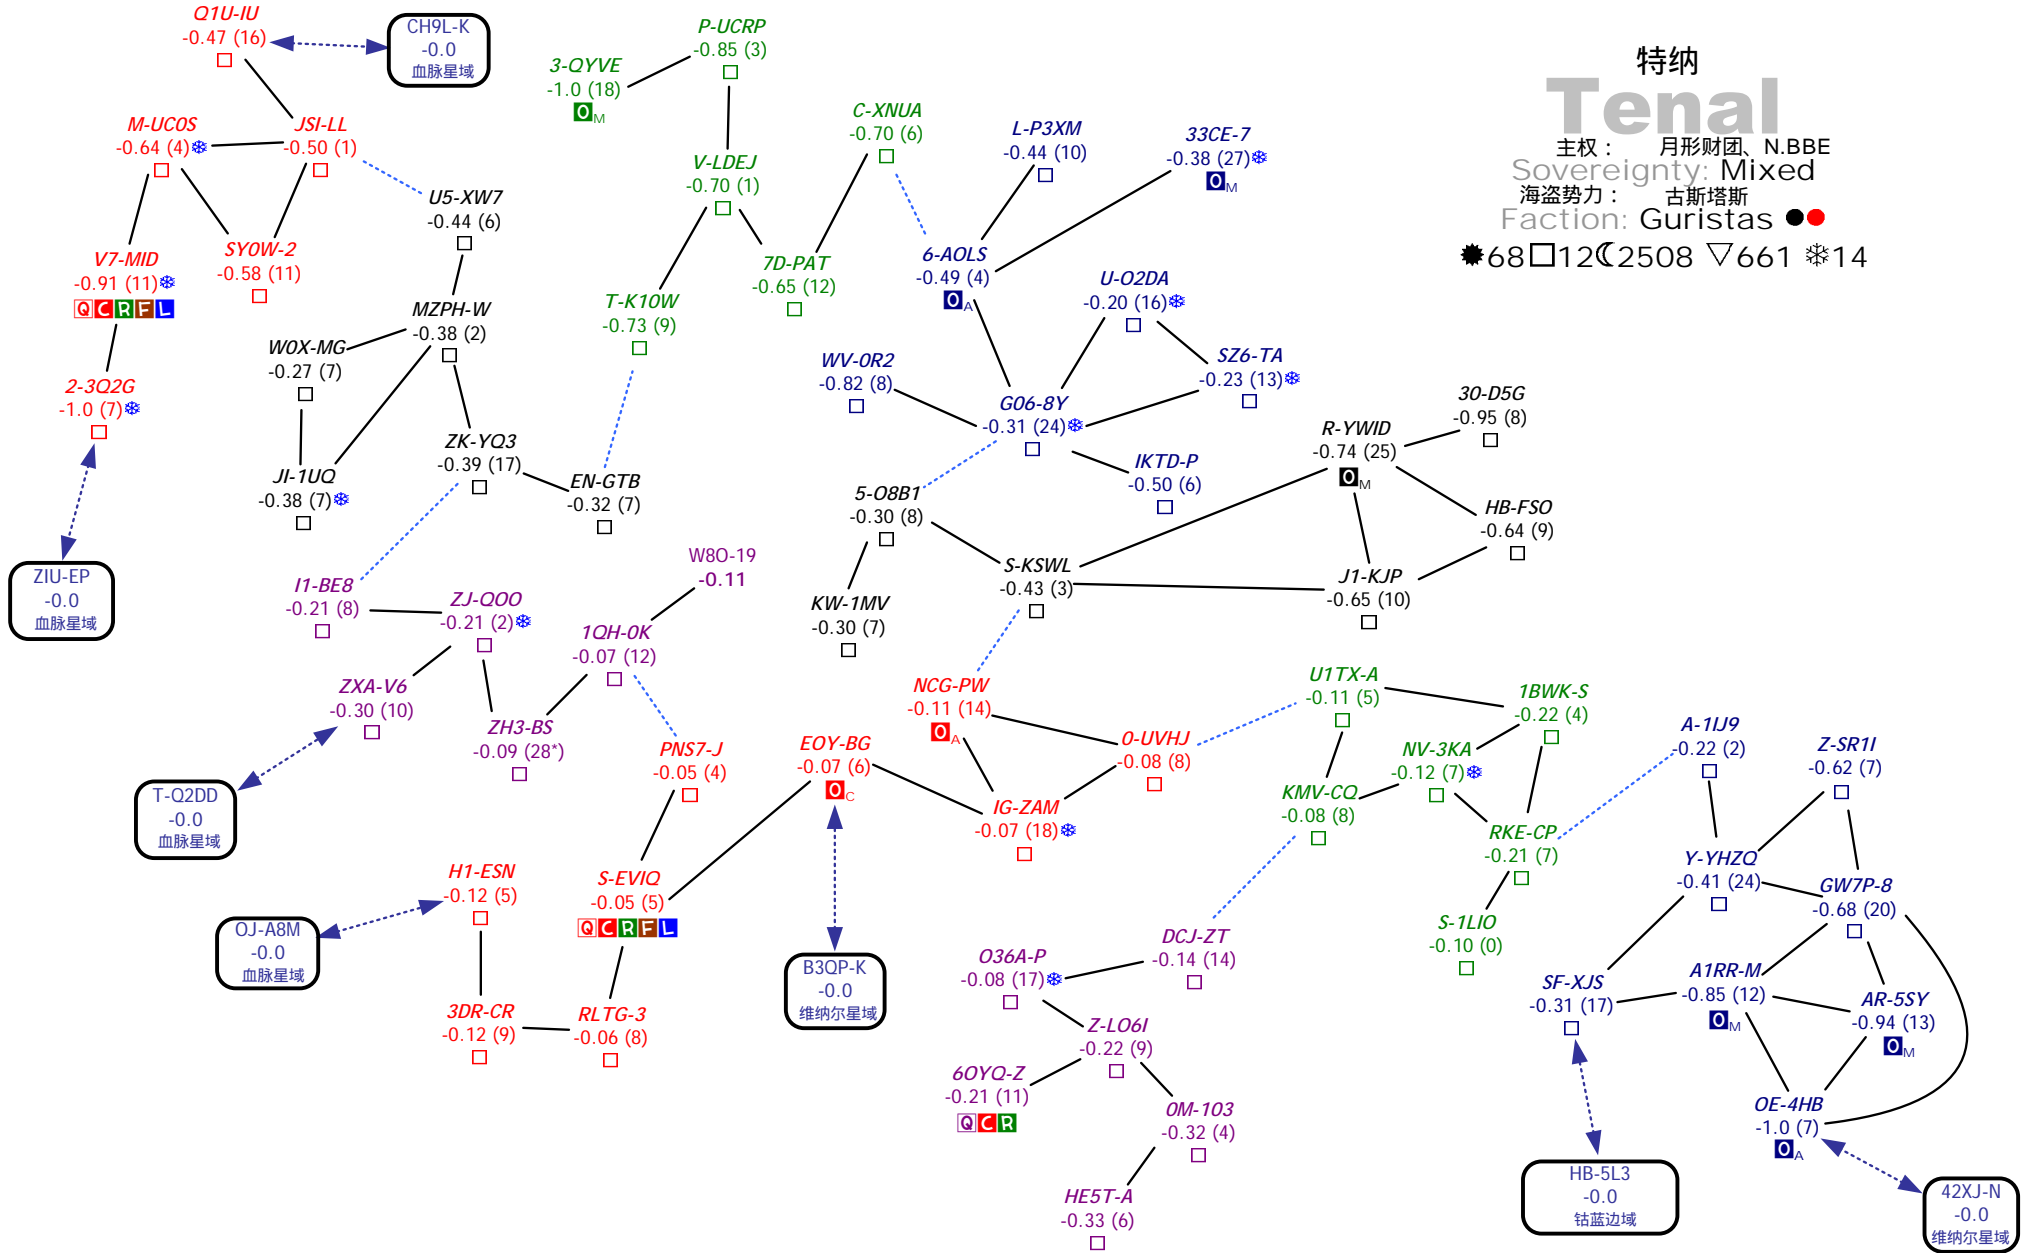 特纳
Tenal
主权： 月形财团、N.BBE
Sovereignty: Mixed
海盗势力： 古斯塔斯
Faction: Guristas
68 12 2508 661 14
Q1U-IU
-0.47 (16)
CH9L-K
-0.0
血脉星域
M-UC0S
-0.64 (4)
JSI-LL
-0.50 (1)
V7-MID
-0.91 (11)
Q C R F L
SY0W-2
-0.58 (11)
2-3Q2G
-1.0 (7)
ZIU-EP
-0.0
血脉星域
U5-XW7
-0.44 (6)
MZPH-W
-0.38 (2)
W0X-MG
-0.27 (7)
JI-1UQ
-0.38 (7)
ZK-YQ3
-0.39 (17)
EN-GTB
-0.32 (7)
3-QYVE
-1.0 (18)
O M
P-UCRP
-0.85 (3)
V-LDEJ
-0.70 (1)
T-K10W
-0.73 (9)
7D-PAT
-0.65 (12)
C-XNUA
-0.70 (6)
L-P3XM
-0.44 (10)
33CE-7
-0.38 (27)
O M
6-AOLS
-0.49 (4)
O A
U-O2DA
-0.20 (16)
SZ6-TA
-0.23 (13)
WV-0R2
-0.82 (8)
G06-8Y
-0.31 (24)
IKTD-P
-0.50 (6)
5-O8B1
-0.30 (8)
KW-1MV
-0.30 (7)
S-KSWL
-0.43 (3)
R-YWID
-0.74 (25)
O M
30-D5G
-0.95 (8)
HB-FSO
-0.64 (9)
J1-KJP
-0.65 (10)
I1-BE8
-0.21 (8)
ZJ-QOO
-0.21 (2)
ZXA-V6
-0.30 (10)
T-Q2DD
-0.0
血脉星域
ZH3-BS
-0.09 (28*)
1QH-0K
-0.07 (12)
W8O-19
-0.11
PNS7-J
-0.05 (4)
S-EVIQ
-0.05 (5)
Q C R F L
H1-ESN
-0.12 (5)
OJ-A8M
-0.0
血脉星域
3DR-CR
-0.12 (9)
RLTG-3
-0.06 (8)
EOY-BG
-0.07 (6)
O C
B3QP-K
-0.0
维纳尔星域
NCG-PW
-0.11 (14)
O A
0-UVHJ
-0.08 (8)
IG-ZAM
-0.07 (18)
U1TX-A
-0.11 (5)
1BWK-S
-0.22 (4)
NV-3KA
-0.12 (7)
KMV-CQ
-0.08 (8)
RKE-CP
-0.21 (7)
S-1LIO
-0.10 (0)
DCJ-ZT
-0.14 (14)
O36A-P
-0.08 (17)
Z-LO6I
-0.22 (9)
6OYQ-Z
-0.21 (11)
Q C R
0M-103
-0.32 (4)
HE5T-A
-0.33 (6)
A-1IJ9
-0.22 (2)
Z-SR1I
-0.62 (7)
Y-YHZQ
-0.41 (24)
GW7P-8
-0.68 (20)
SF-XJS
-0.31 (17)
A1RR-M
-0.85 (12)
O M
AR-5SY
-0.94 (13)
O M
OE-4HB
-1.0 (7)
O A
HB-5L3
-0.0
钴蓝边域
42XJ-N
-0.0
维纳尔星域